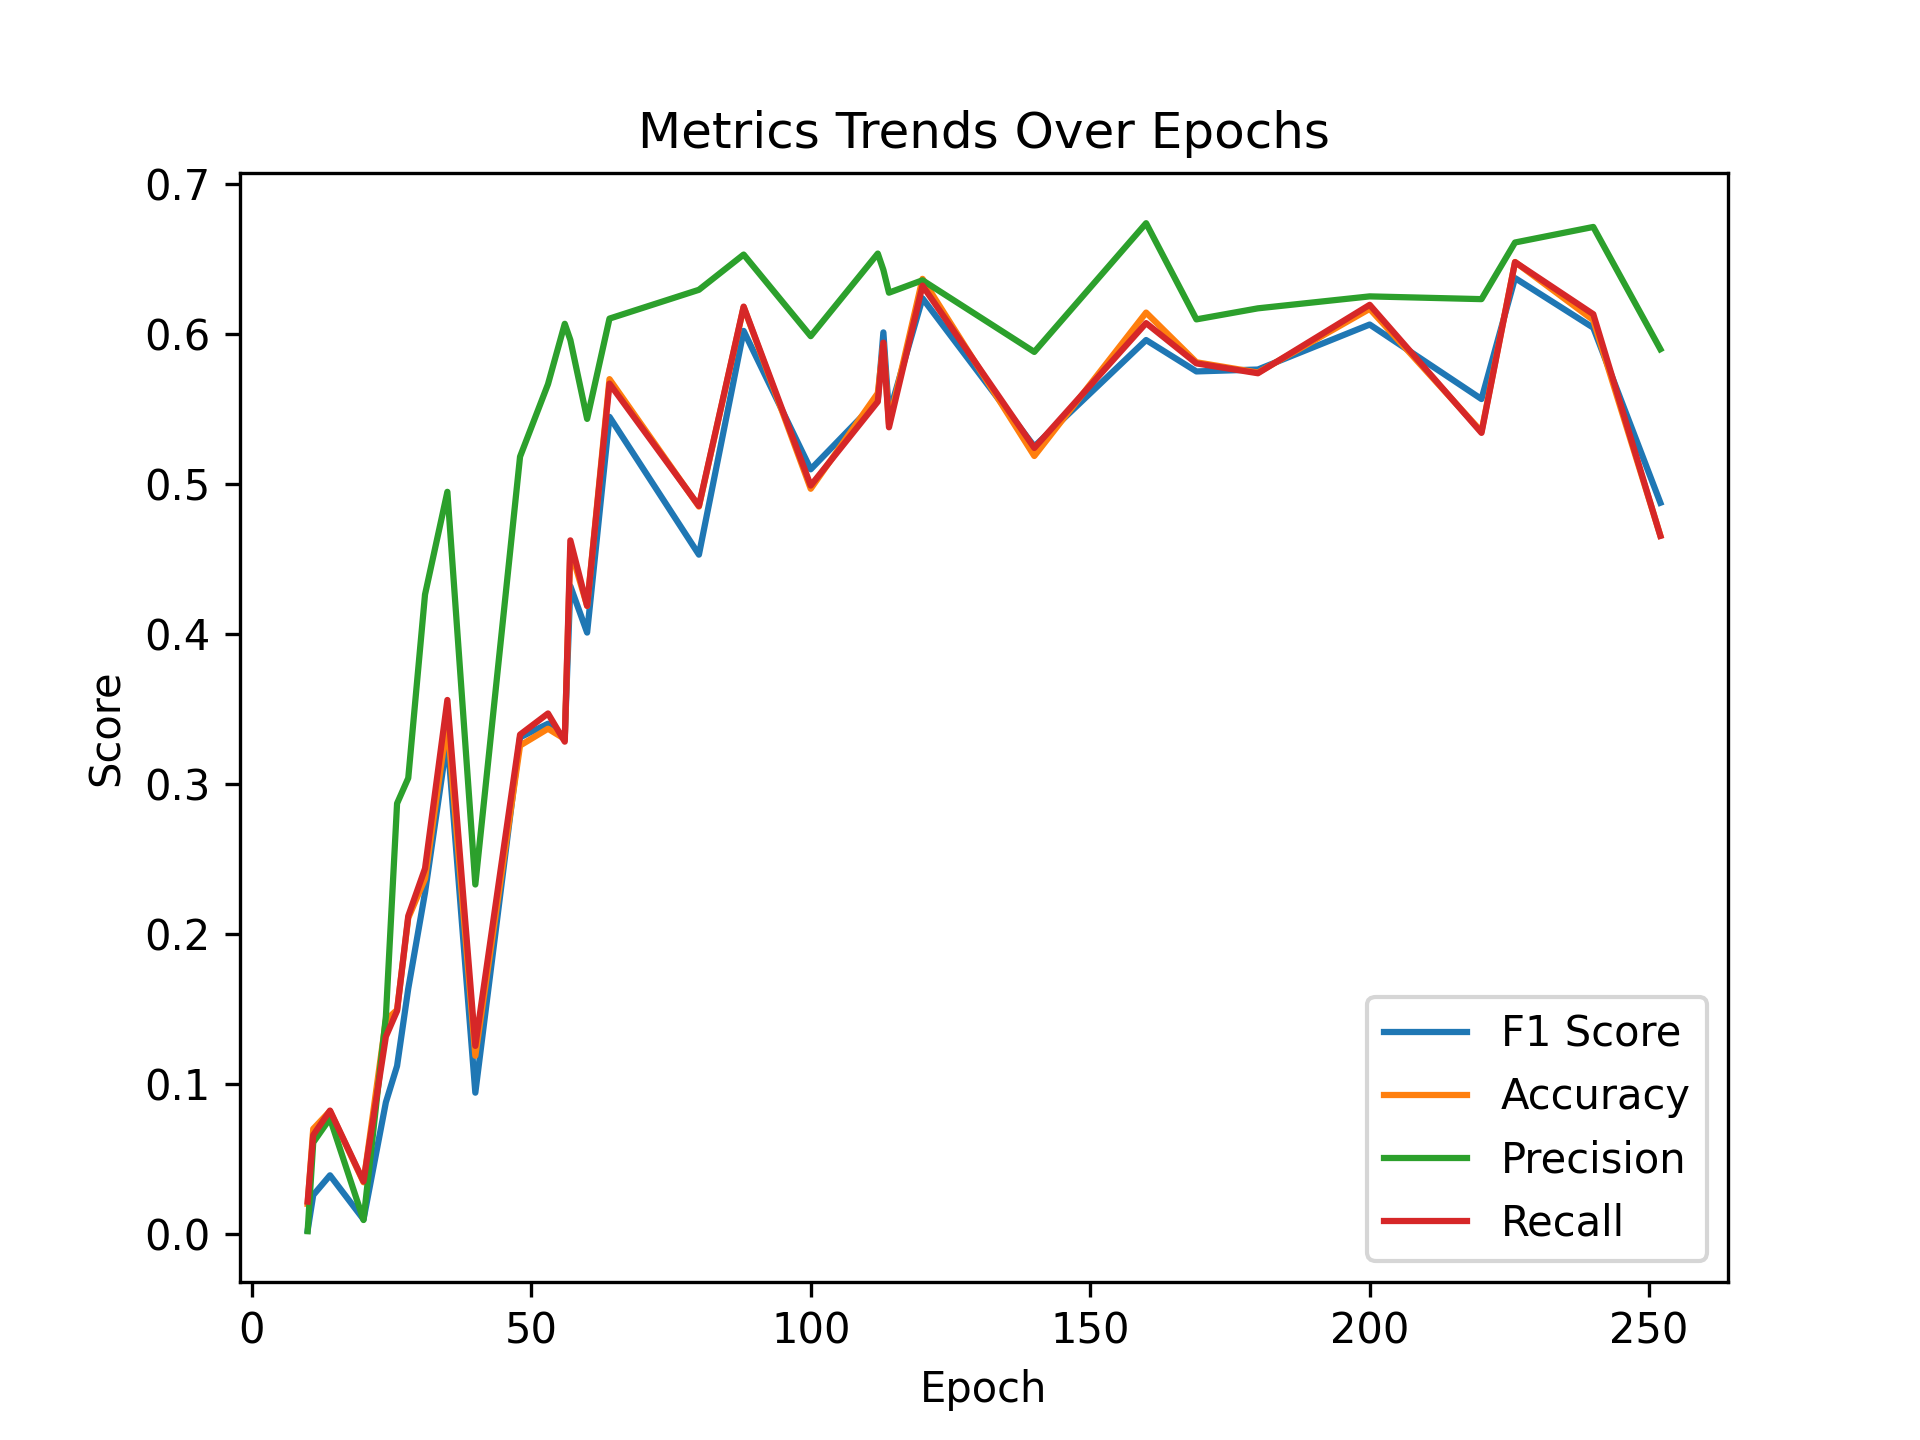 Metrics Trends Over Epochs
0.7
0.6
0.5
0.4
0.3
0.2
0.1
0.0
Score
0 50 100 150 200 250
Epoch
F1 Score
Accuracy
Precision
Recall